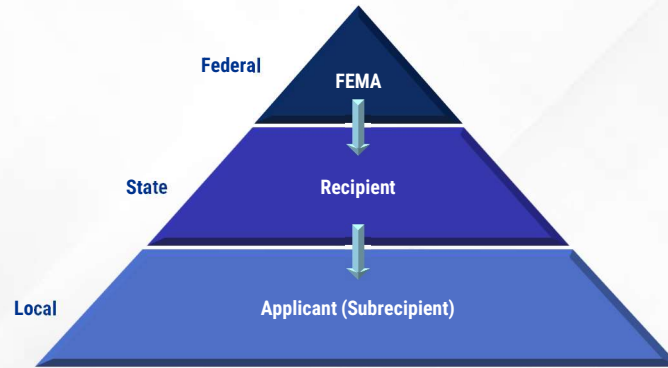 Federal
FEMA
State
Recipient
Local
Applicant (Subrecipient)